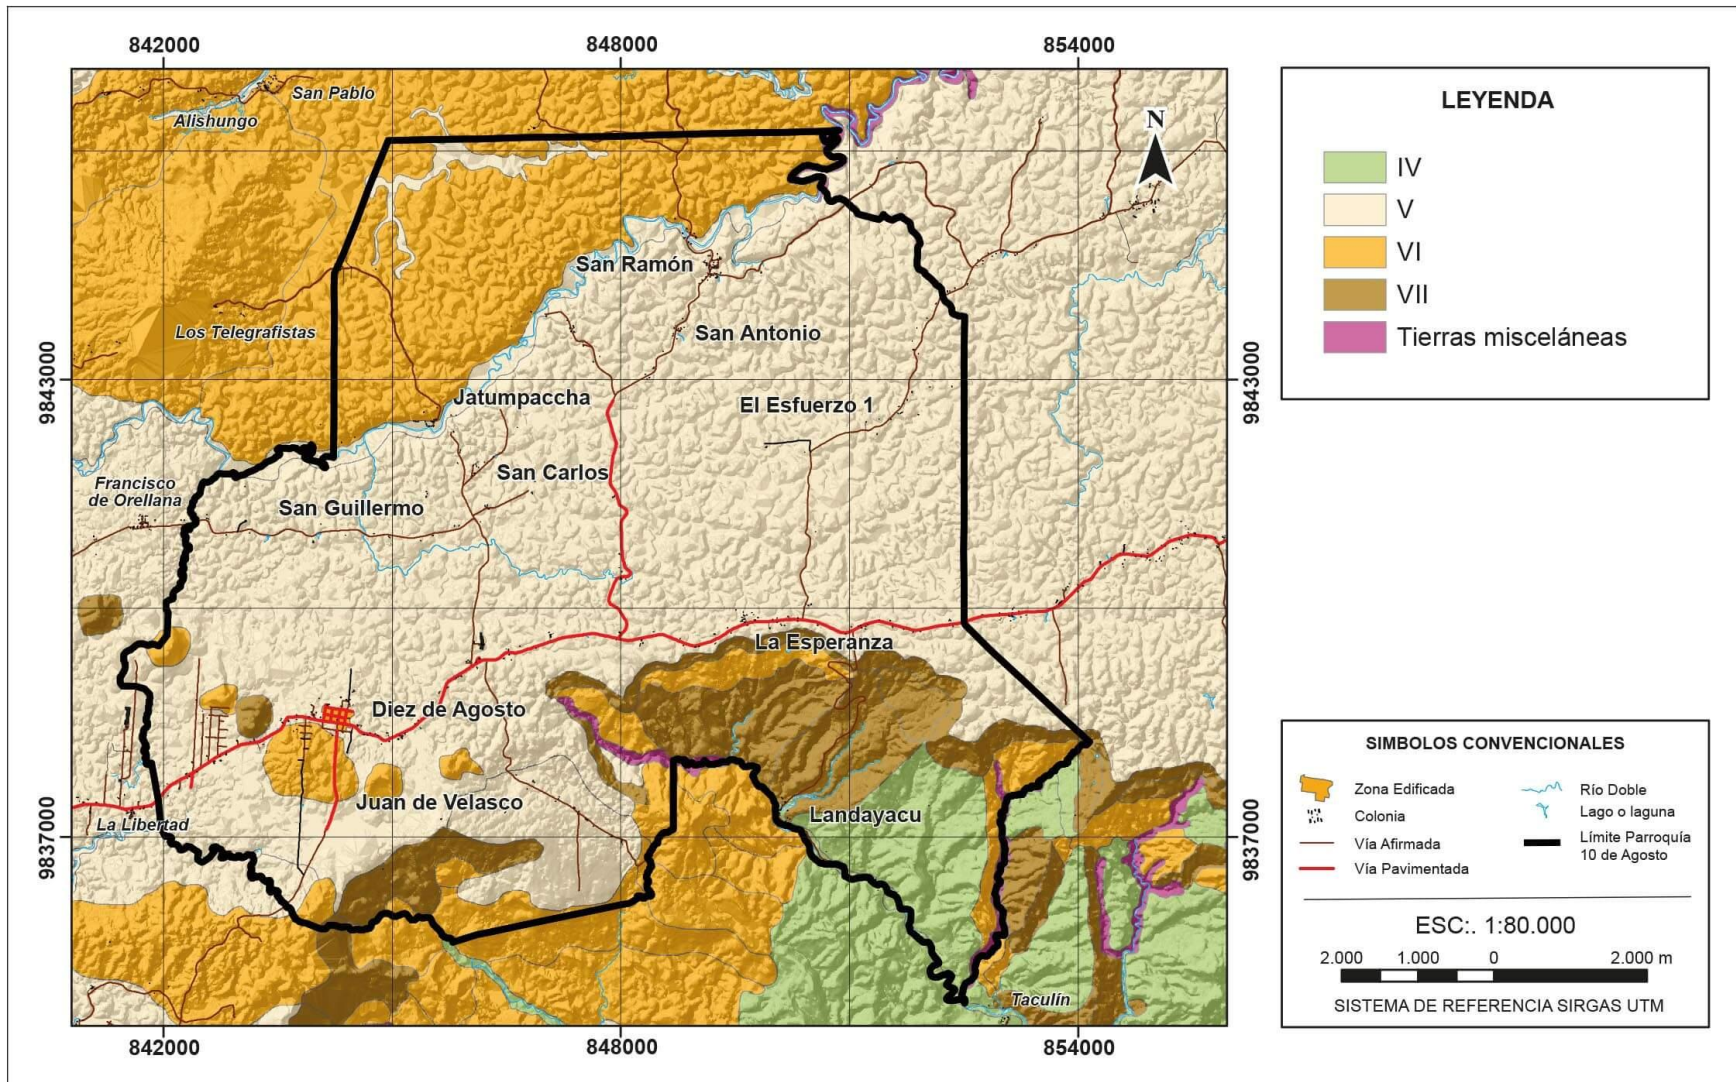 842000
848000
854000
San Pablo
Alishungo
N
San Ramón
Los Telegrafistas
San Antonio
9843000
9843000
Jatumpaccha
El Esfuerzo 1
San Carlos
Francisco
de Orellana
San Guillermo
La Esperanza
Diez de Agosto
Juan de Velasco
Landayacu
La Libertad
9837000
9837000
Taculín
842000
848000
854000
LEYENDA
IV
V
VI
VII
Tierras misceláneas
SIMBOLOS CONVENCIONALES
Zona Edificada
Colonia
Vía Afirmada
Vía Pavimentada
Río Doble
Lago o laguna
Límite Parroquía
10 de Agosto
ESC:. 1:80.000
2.000 1.000 0 2.000 m
SISTEMA DE REFERENCIA SIRGAS UTM